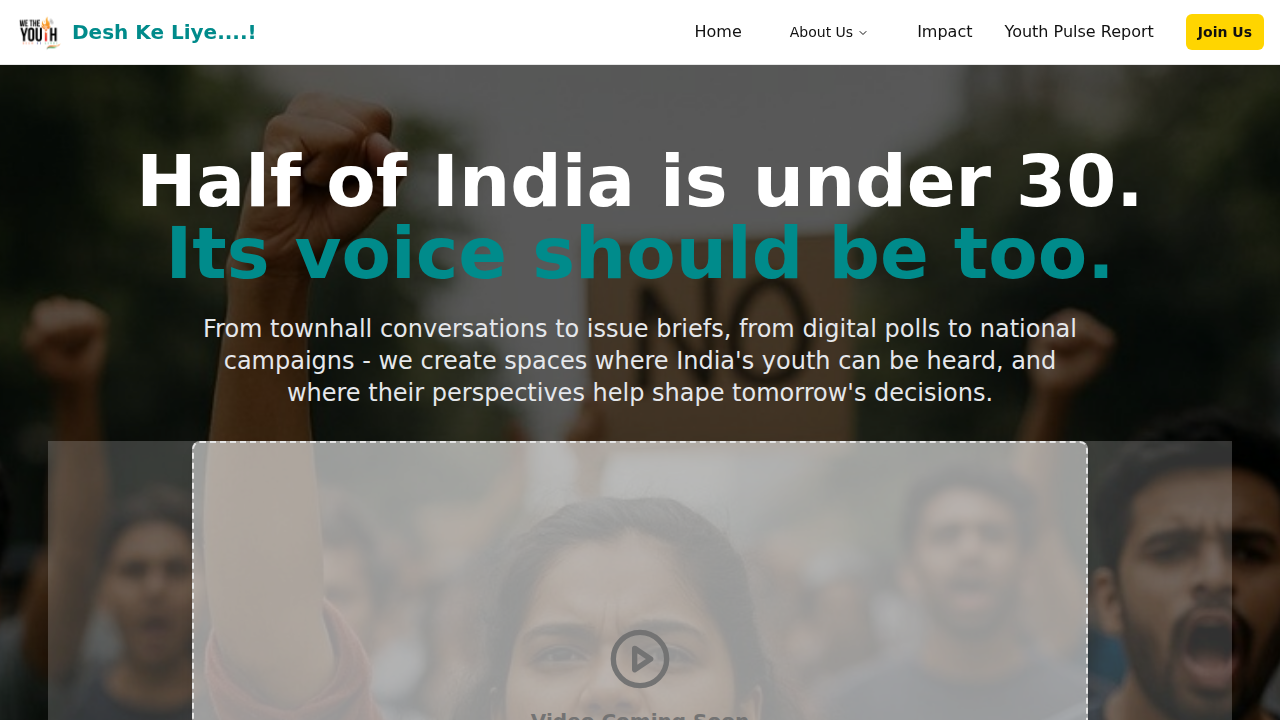 WE THE
YOUTH
Desh Ke Liye....!
Home
About Us
Impact
Youth Pulse Report
Join Us
Half of India is under 30.
Its voice should be too.
NO
From townhall conversations to issue briefs, from digital polls to national
campaigns - we create spaces where India's youth can be heard, and
where their perspectives help shape tomorrow's decisions.
Video Coming Soon